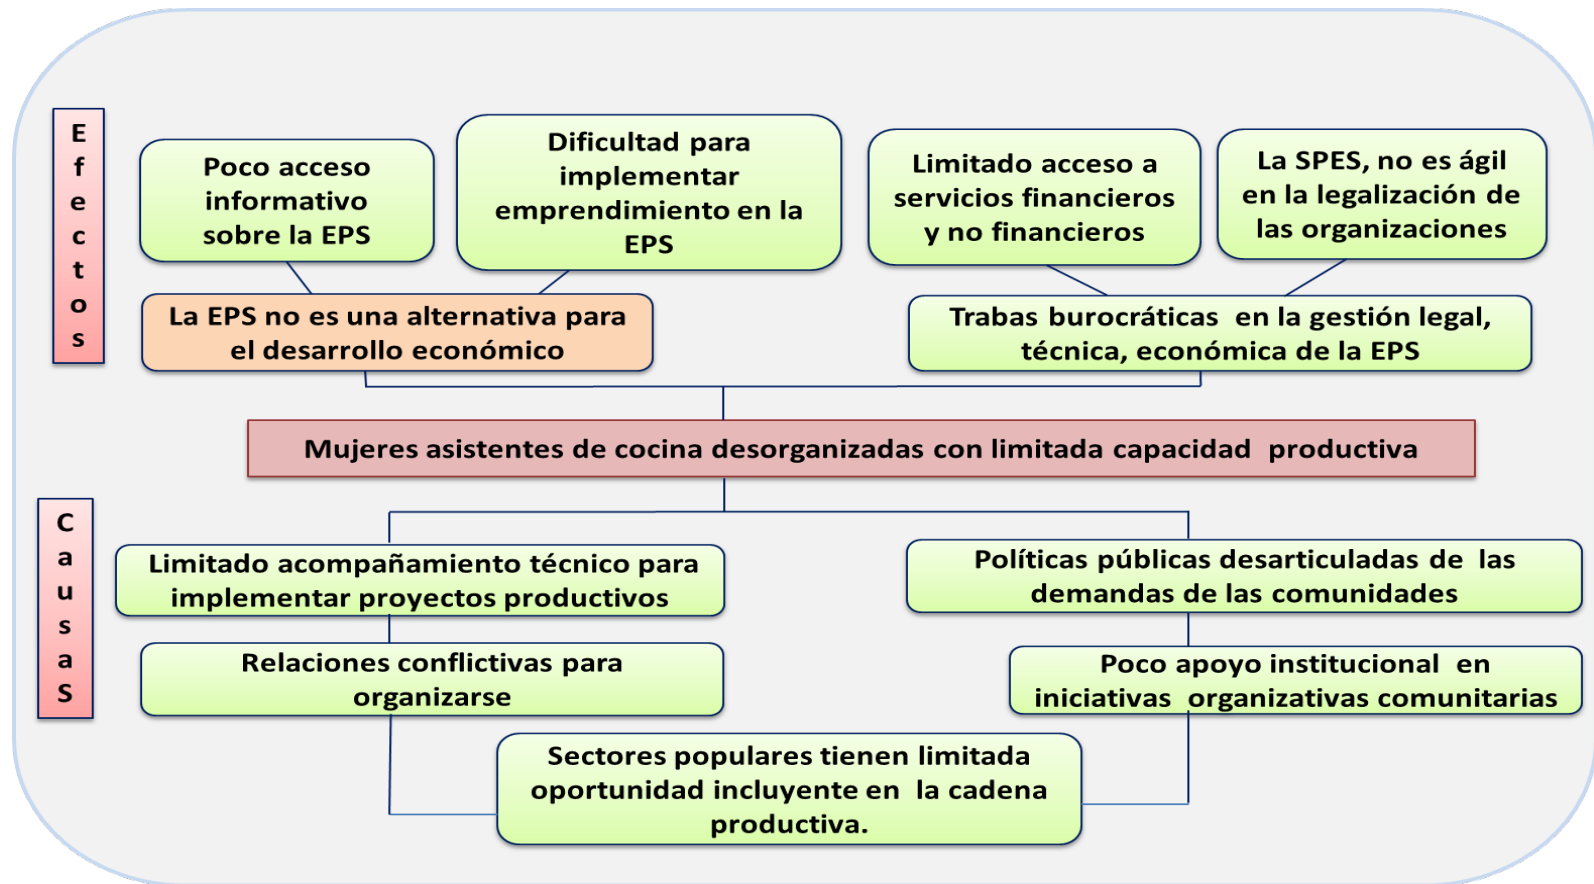 Efectos
Poco acceso
informativo
sobre la EPS
Dificultad para
implementar
emprendimiento en la
EPS
Limitado acceso a
servicios financieros
y no financieros
La SPES, no es ágil
en la legalización de
las organizaciones
La EPS no es una alternativa para
el desarrollo económico
Trabas burocráticas en la gestión legal,
técnica, económica de la EPS
Mujeres asistentes de cocina desorganizadas con limitada capacidad productiva
CausaS
Limitado acompañamiento técnico para
implementar proyectos productivos
Políticas públicas desarticuladas de las
demandas de las comunidades
Relaciones conflictivas para
organizarse
Poco apoyo institucional en
iniciativas organizativas comunitarias
Sectores populares tienen limitada
oportunidad incluyente en la cadena
productiva.